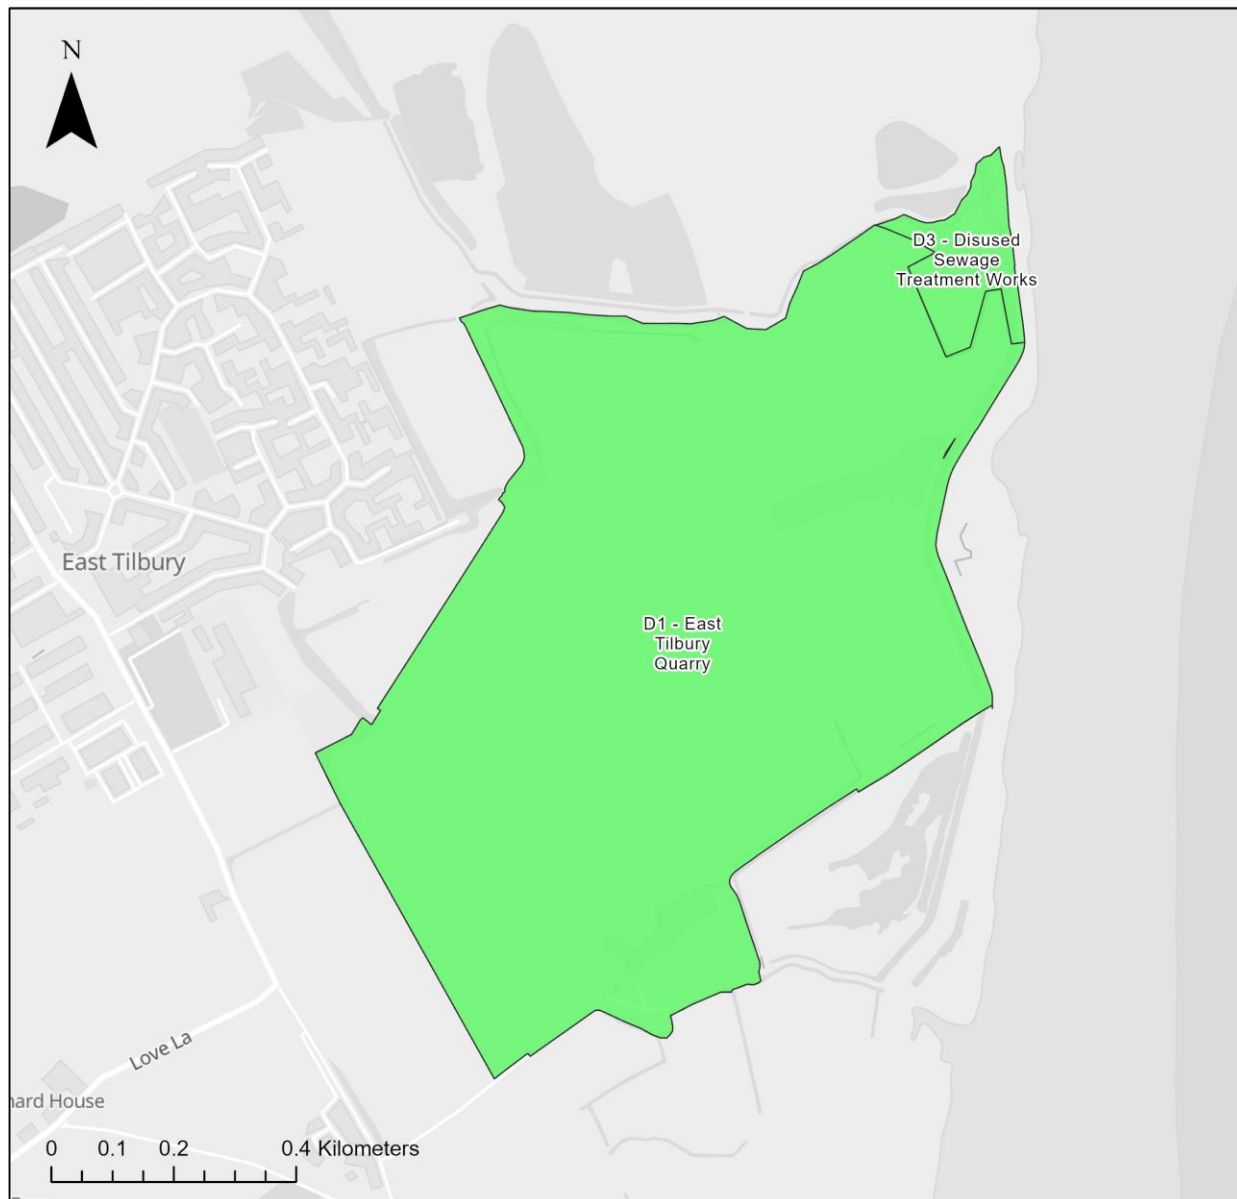 N
D3 - Disused
Sewage
Treatment Works
East Tilbury
D1 - East
Tilbury
Quarry
Love La
hard House
0 0.1 0.2 0.4 Kilometers